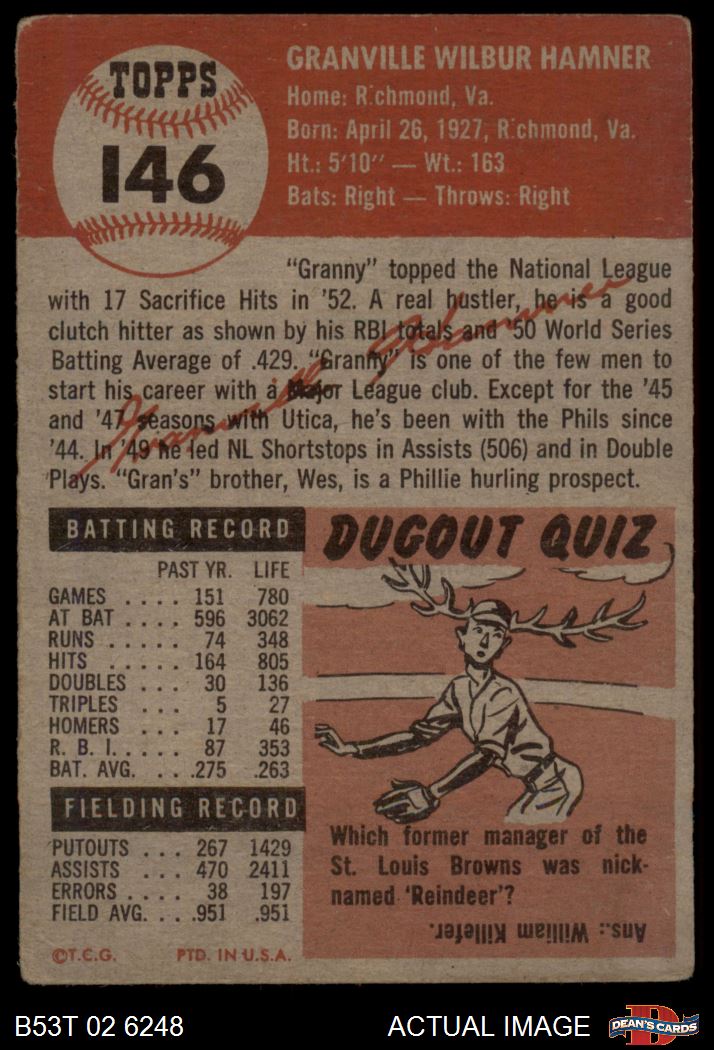 TOPPS
146
GRANVILLE WILBUR HAMNER
Home: Richmond, Va.
Born: April 26, 1927, Richmond, Va.
Ht.: 5'10" — Wt.: 163
Bats: Right — Throws: Right
"Granny" topped the National League
with 17 Sacrifice Hits in '52. A real hustler, he is a good
clutch hitter as shown by his RBI totals and '50 World Series
Batting Average of .429. "Granny" is one of the few men to
start his career with a Major League club. Except for the '45
and '47 seasons with Utica, he's been with the Phils since
'44. In '49 he led NL Shortstops in Assists (506) and in Double
Plays. "Gran's" brother, Wes, is a Phillie hurling prospect.
Granville Hamner
BATTING RECORD
PAST YR. LIFE
GAMES .... 151 780
AT BAT .... 596 3062
RUNS ..... 74 348
HITS ..... 164 805
DOUBLES ... 30 136
TRIPLES ... 5 27
HOMERS ... 17 46
R. B. I. .... 87 353
BAT. AVG. ... .275 .263
FIELDING RECORD
PUTOUTS ... 267 1429
ASSISTS ... 470 2411
ERRORS .... 38 197
FIELD AVG. .. .951 .951
©T.C.G. PTD. IN U.S.A.
DUGOUT QUIZ
Which former manager of the
St. Louis Browns was nick-
named 'Reindeer'?
Ans.: William Killefer.
B53T 02 6248 ACTUAL IMAGE
D
DEAN'S CARDS